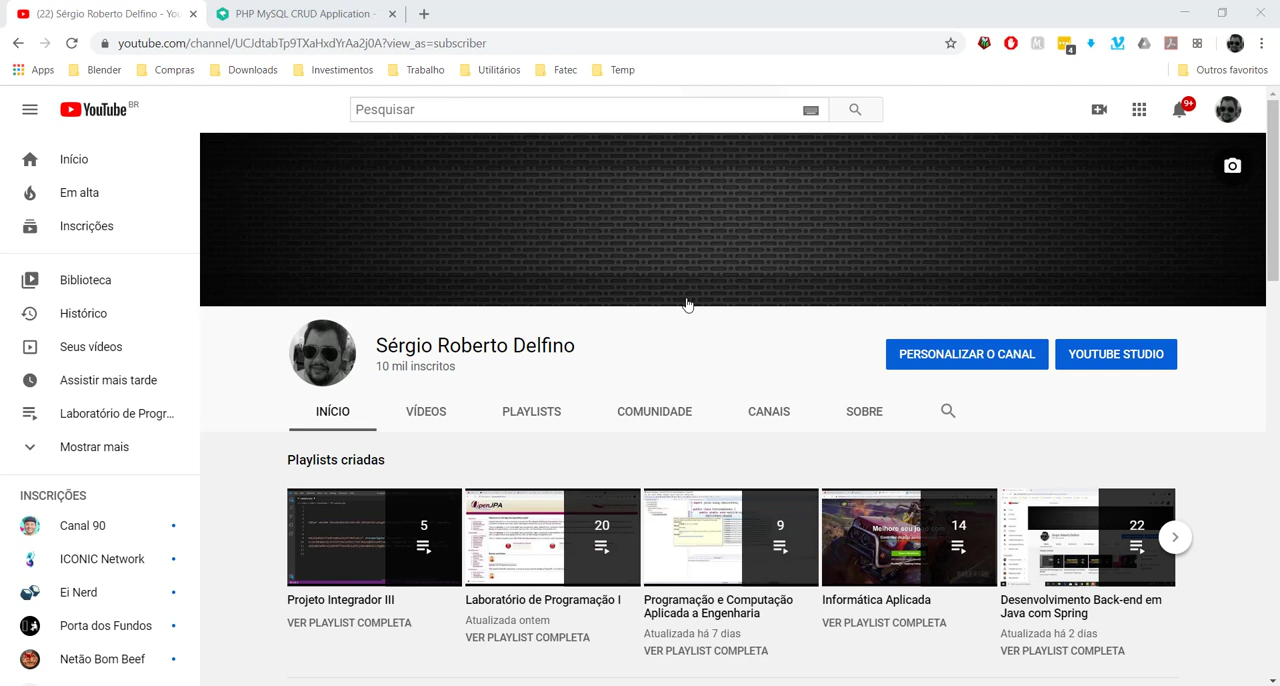 (22) Sérgio Roberto Delfino - You
PHP MySQL CRUD Application -
youtube.com/channel/UCJdtabTp9TXaHxdYrAa2j0A?view_as=subscriber
4
Apps
Blender
Compras
Downloads
Investimentos
Trabalho
Utilitários
Fatec
Temp
Outros favoritos
YouTube BR
Pesquisar
9+
Início
Em alta
Inscrições
Biblioteca
Histórico
Seus vídeos
Assistir mais tarde
Laboratório de Progr...
Mostrar mais
INSCRIÇÕES
Canal 90
ICONIC Network
Ei Nerd
Porta dos Fundos
Netão Bom Beef
Sérgio Roberto Delfino
10 mil inscritos
PERSONALIZAR O CANAL
YOUTUBE STUDIO
INÍCIO
VÍDEOS
PLAYLISTS
COMUNIDADE
CANAIS
SOBRE
Playlists criadas
5
Projeto Integrador II
VER PLAYLIST COMPLETA
20
Laboratório de Programação I
Atualizada ontem
VER PLAYLIST COMPLETA
9
Programação e Computação
Aplicada a Engenharia
Atualizada há 7 dias
VER PLAYLIST COMPLETA
14
Informática Aplicada
VER PLAYLIST COMPLETA
22
Desenvolvimento Back-end em
Java com Spring
Atualizada há 2 dias
VER PLAYLIST COMPLETA